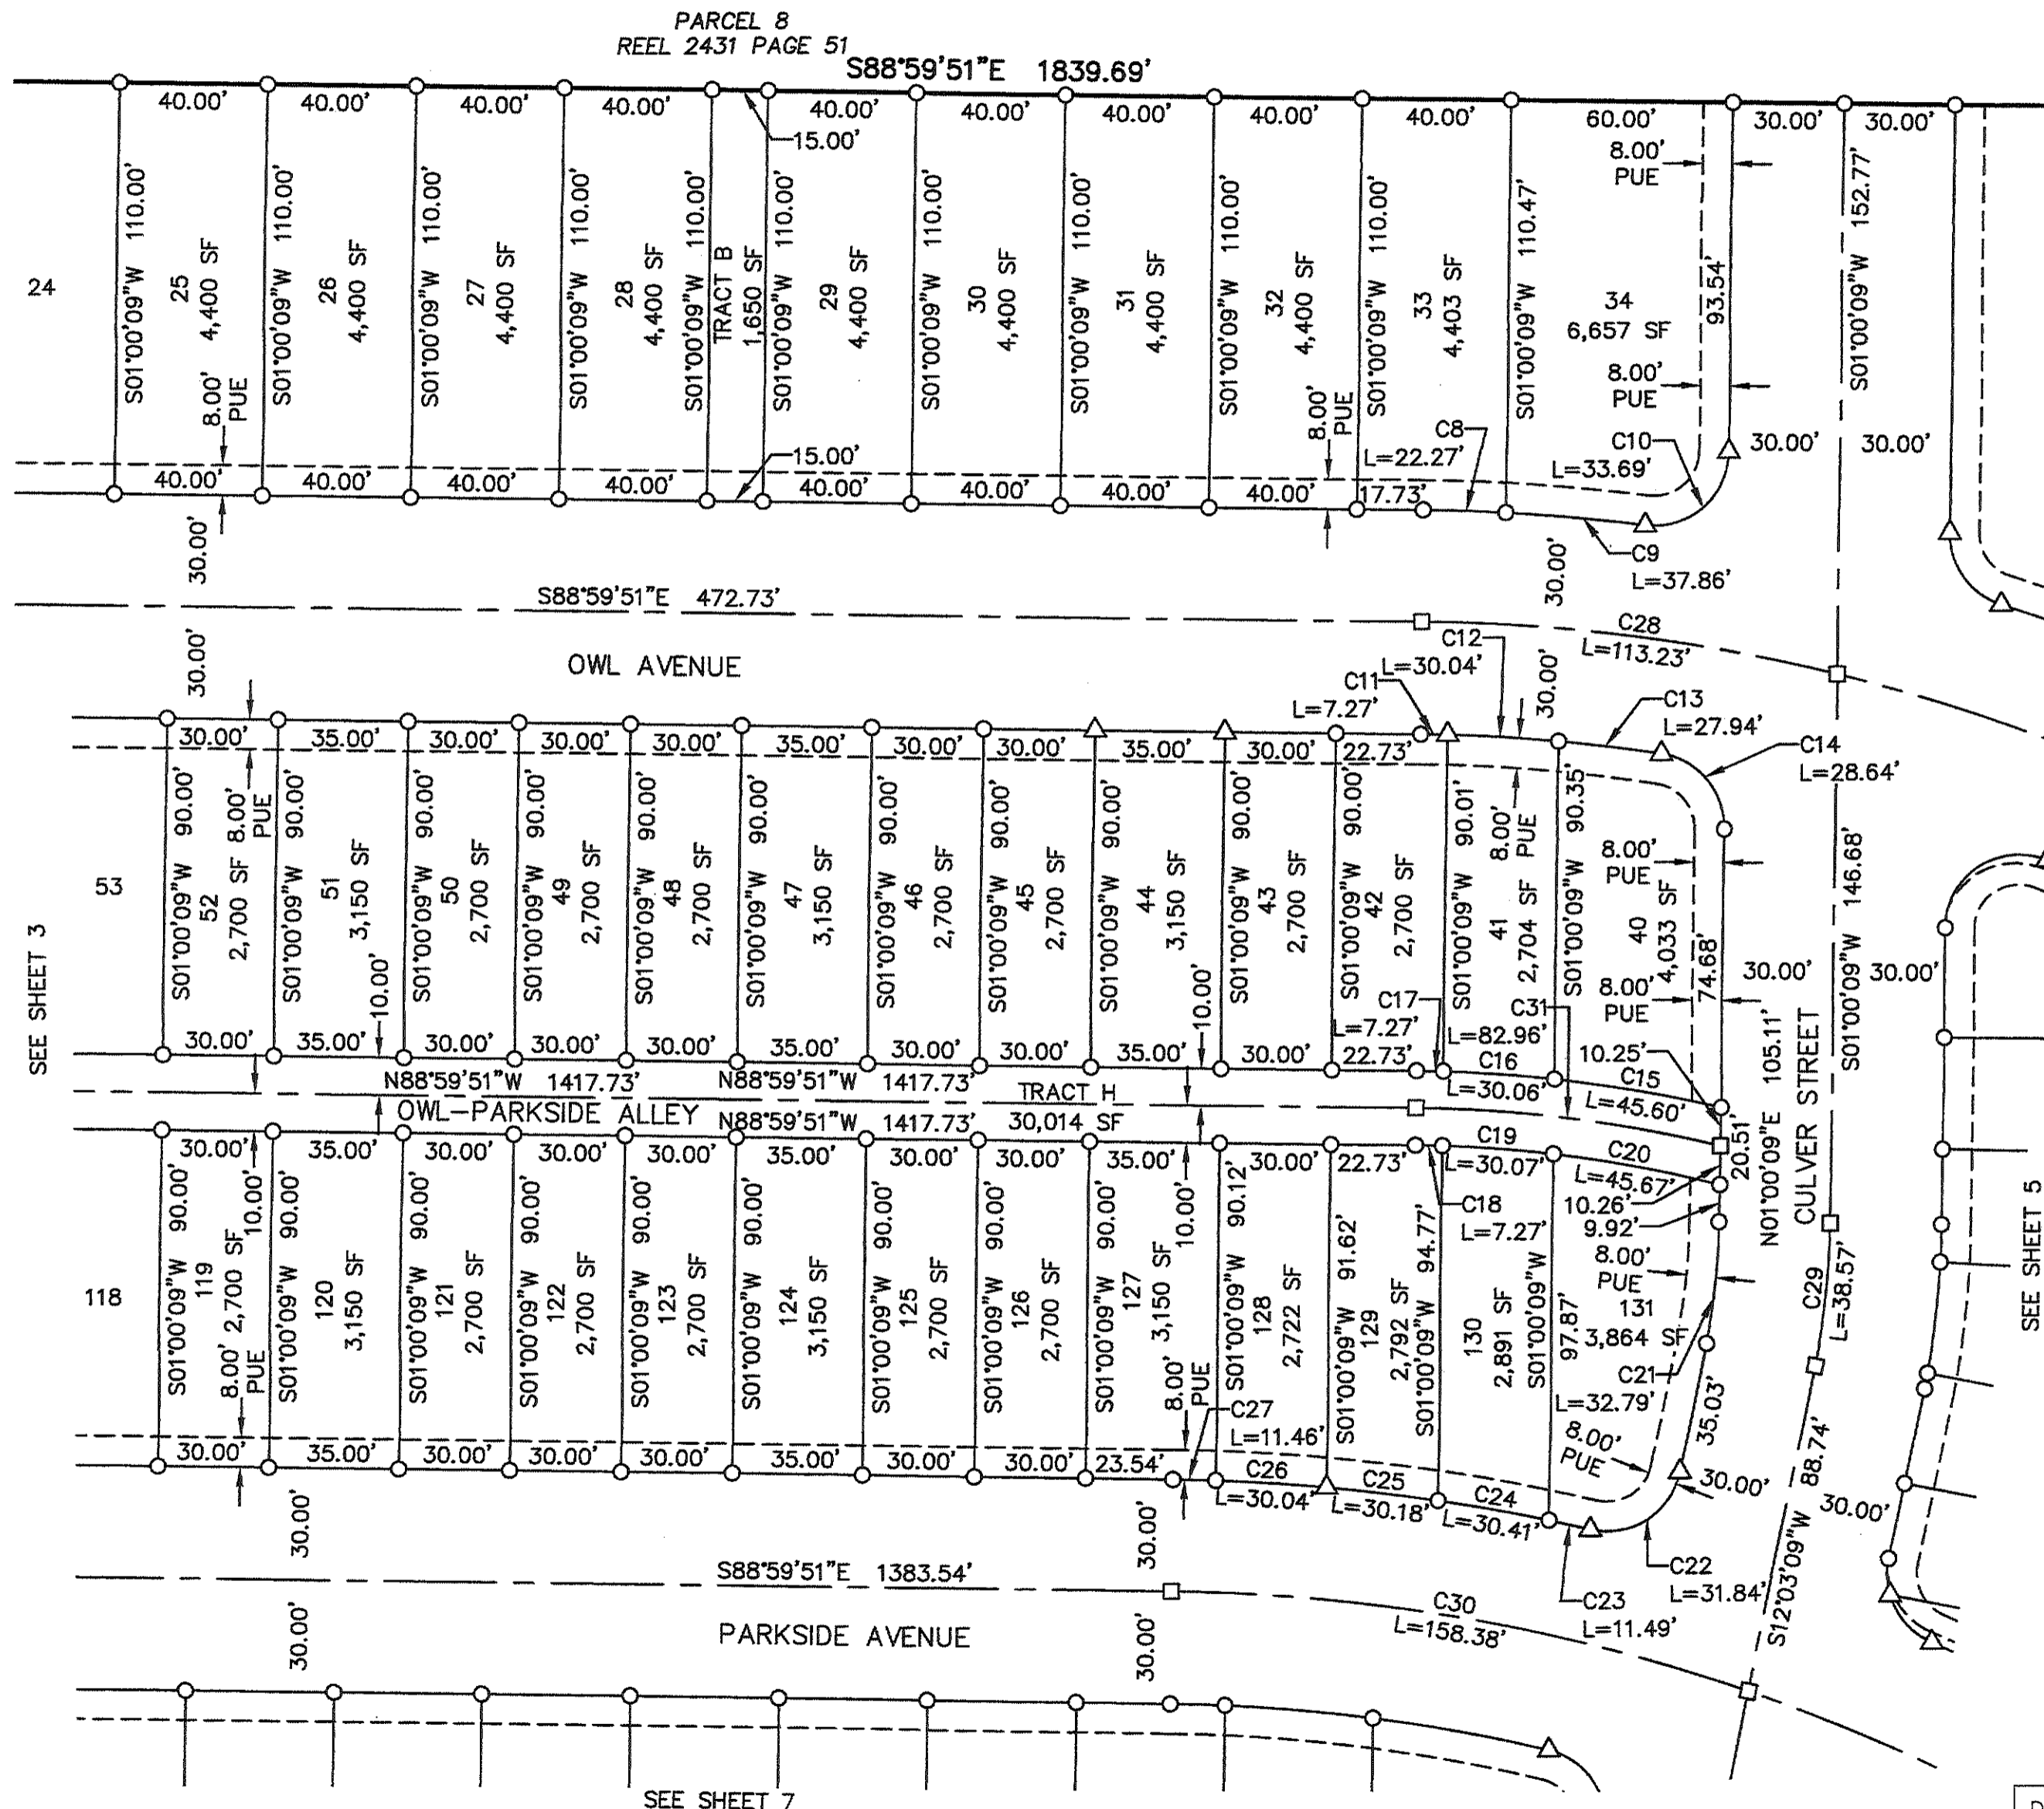 PARCEL 8
REEL 2431 PAGE 51
S88°59'51"E 1839.69'
40.00' 40.00' 40.00' 40.00' 40.00' 40.00' 40.00' 40.00' 40.00' 60.00' 30.00' 30.00'
15.00'
8.00'
PUE
24
S01°00'09"W 110.00'
25
4,400 SF
8.00'
PUE
S01°00'09"W 110.00'
26
4,400 SF
S01°00'09"W 110.00'
27
4,400 SF
S01°00'09"W 110.00'
28
4,400 SF
S01°00'09"W 110.00'
TRACT B
1,650 SF
S01°00'09"W 110.00'
29
4,400 SF
S01°00'09"W 110.00'
30
4,400 SF
S01°00'09"W 110.00'
31
4,400 SF
S01°00'09"W 110.00'
32
4,400 SF
8.00'
PUE
S01°00'09"W 110.00'
33
4,403 SF
S01°00'09"W 110.47'
34
6,657 SF
93.54'
8.00'
PUE
S01°00'09"W 152.77'
C8
L=22.27'
C10
L=33.69'
30.00' 30.00'
15.00'
40.00' 40.00' 40.00' 40.00' 40.00' 40.00' 40.00' 40.00' 17.73'
C9
L=37.86'
30.00'
30.00'
S88°59'51"E 472.73'
C28
L=113.23'
30.00'
OWL AVENUE
C12
L=30.04'
30.00'
C11
L=7.27'
C13
L=27.94'
C14
L=28.64'
30.00' 35.00' 30.00' 30.00' 30.00' 35.00' 30.00' 30.00' 35.00' 30.00' 22.73'
SEE SHEET 3
53
S01°00'09"W 90.00'
52
2,700 SF
8.00'
PUE
S01°00'09"W 90.00'
51
3,150 SF
10.00'
S01°00'09"W 90.00'
50
2,700 SF
S01°00'09"W 90.00'
49
2,700 SF
S01°00'09"W 90.00'
48
2,700 SF
S01°00'09"W 90.00'
47
3,150 SF
S01°00'09"W 90.00'
46
2,700 SF
S01°00'09"W 90.00'
45
2,700 SF
S01°00'09"W 90.00'
44
3,150 SF
10.00'
S01°00'09"W 90.00'
43
2,700 SF
S01°00'09"W 90.00'
42
2,700 SF
S01°00'09"W 90.01'
41
2,704 SF
8.00'
PUE
S01°00'09"W 90.35'
40
4,033 SF
8.00'
PUE
74.68'
8.00'
PUE
30.00' 30.00'
S01°00'09"W 146.68'
C17
L=7.27'
C31
L=82.96'
10.25'
30.00' 35.00' 30.00' 30.00' 30.00' 35.00' 30.00' 30.00' 35.00' 30.00' 22.73'
C16
L=30.06'
C15
L=45.60'
N88°59'51"W 1417.73' N88°59'51"W 1417.73'
TRACT H
30,014 SF
OWL-PARKSIDE ALLEY
N88°59'51"W 1417.73'
20.51'
N01°00'09"E 105.11'
CULVER STREET
SEE SHEET 5
30.00' 35.00' 30.00' 30.00' 30.00' 35.00' 30.00' 30.00' 35.00' 30.00' 22.73'
C19
L=30.07'
C20
L=45.67'
C18
L=7.27'
10.26'
9.92'
8.00'
PUE
118
S01°00'09"W 90.00'
119
2,700 SF
10.00'
8.00'
PUE
S01°00'09"W 90.00'
120
3,150 SF
S01°00'09"W 90.00'
121
2,700 SF
S01°00'09"W 90.00'
122
2,700 SF
S01°00'09"W 90.00'
123
2,700 SF
S01°00'09"W 90.00'
124
3,150 SF
S01°00'09"W 90.00'
125
2,700 SF
S01°00'09"W 90.00'
126
2,700 SF
S01°00'09"W 90.00'
127
3,150 SF
10.00'
8.00'
PUE
S01°00'09"W 90.12'
128
2,722 SF
S01°00'09"W 91.62'
129
2,792 SF
S01°00'09"W 94.77'
130
2,891 SF
S01°00'09"W
97.87'
131
3,864 SF
C21
L=32.79'
C29
L=38.57'
35.03'
8.00'
PUE
C27
L=11.46'
30.00' 35.00' 30.00' 30.00' 30.00' 35.00' 30.00' 30.00' 23.54'
C26
L=30.04'
C25
L=30.18'
C24
L=30.41'
30.00' 30.00'
S12°03'09"W 88.74'
C22
L=31.84'
C23
L=11.49'
30.00' 30.00'
S88°59'51"E 1383.54'
C30
L=158.38'
PARKSIDE AVENUE
30.00' 30.00'
SEE SHEET 7